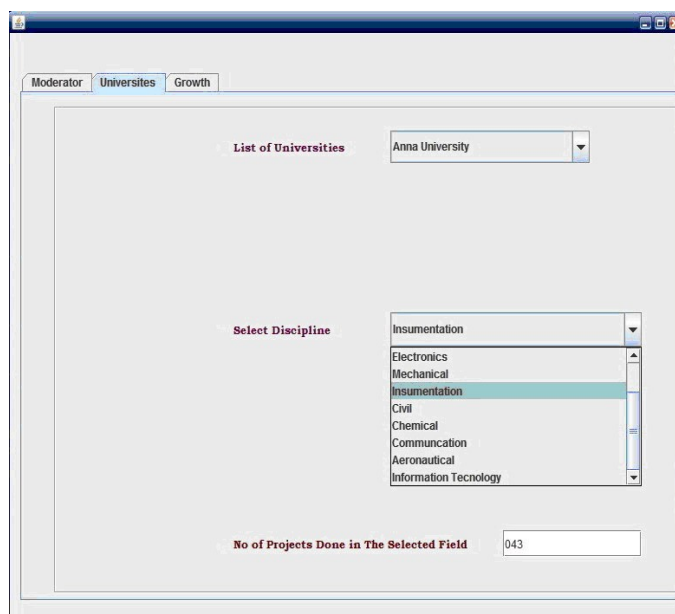 Moderator Universites Growth
List of Universities Anna University
Select Discipline Insumentation
Electronics
Mechanical
Insumentation
Civil
Chemical
Communcation
Aeronautical
Information Tecnology
No of Projects Done in The Selected Field 043